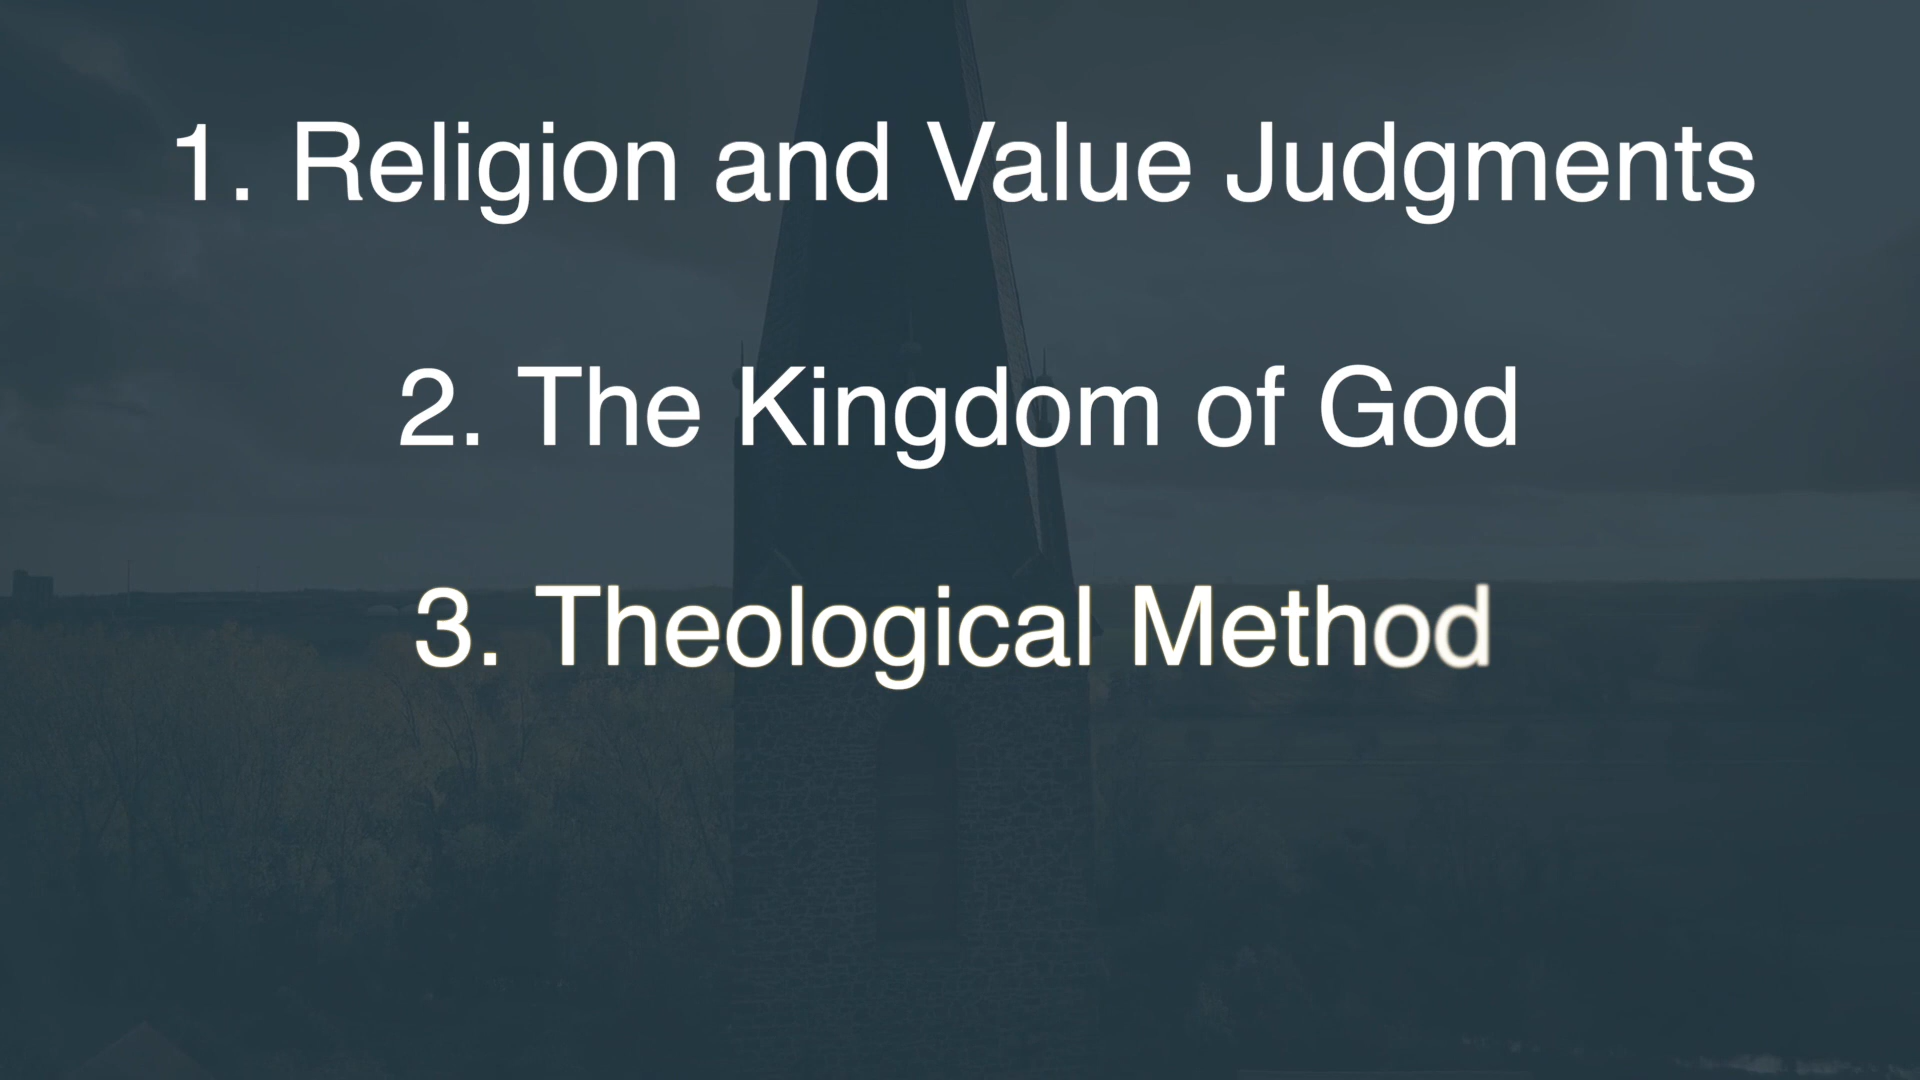 1. Religion and Value Judgments
2. The Kingdom of God
3. Theological Method